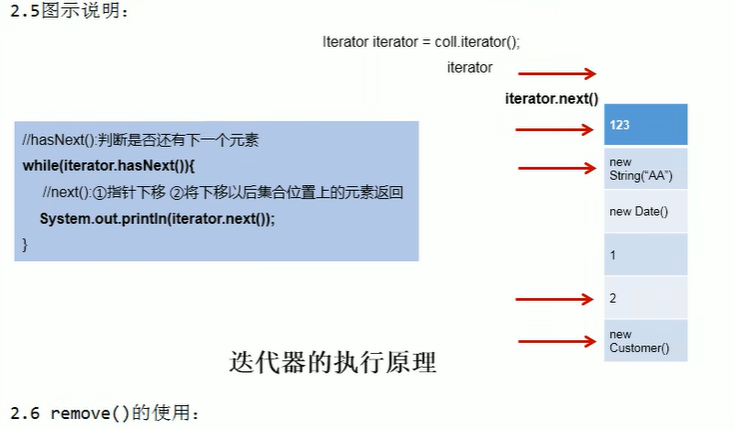 2.5图示说明：
Iterator iterator = coll.iterator();
iterator
iterator.next()
//hasNext():判断是否还有下一个元素
while(iterator.hasNext()){
//next():①指针下移 ②将下移以后集合位置上的元素返回
System.out.println(iterator.next());
}
123
new
String(“AA”)
new Date()
1
2
new
Customer()
迭代器的执行原理
2.6 remove()的使用：